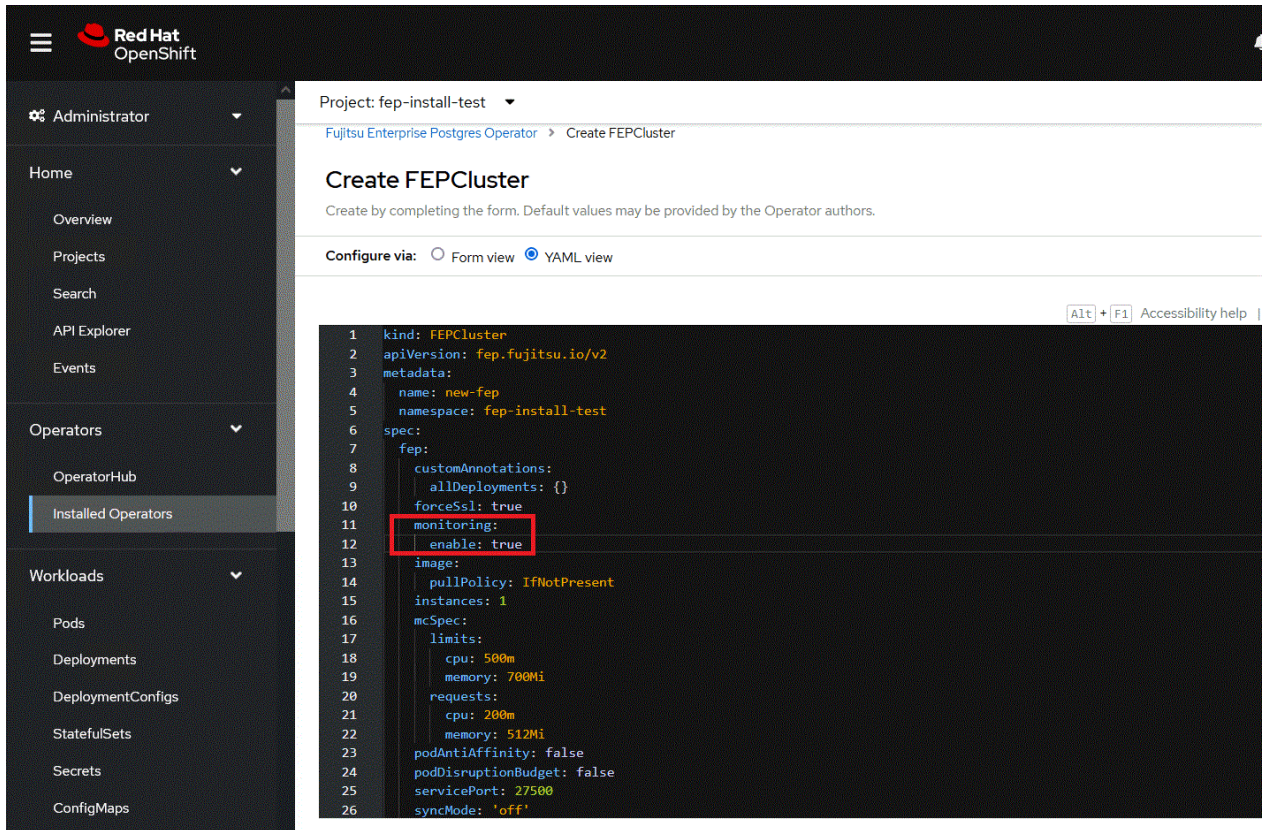 Red Hat
OpenShift
Administrator
Home
Overview
Projects
Search
API Explorer
Events
Operators
OperatorHub
Installed Operators
Workloads
Pods
Deployments
DeploymentConfigs
StatefulSets
Secrets
ConfigMaps
Project: fep-install-test
Fujitsu Enterprise Postgres Operator > Create FEPCluster
Create FEPCluster
Create by completing the form. Default values may be provided by the Operator authors.
Configure via: Form view YAML view
Alt + F1 Accessibility help |
1 kind: FEPCluster
2 apiVersion: fep.fujitsu.io/v2
3 metadata:
4 name: new-fep
5 namespace: fep-install-test
6 spec:
7 fep:
8 customAnnotations:
9 allDeployments: {}
10 forceSsl: true
11 monitoring:
12 enable: true
13 image:
14 pullPolicy: IfNotPresent
15 instances: 1
16 mcSpec:
17 limits:
18 cpu: 500m
19 memory: 700Mi
20 requests:
21 cpu: 200m
22 memory: 512Mi
23 podAntiAffinity: false
24 podDisruptionBudget: false
25 servicePort: 27500
26 syncMode: 'off'